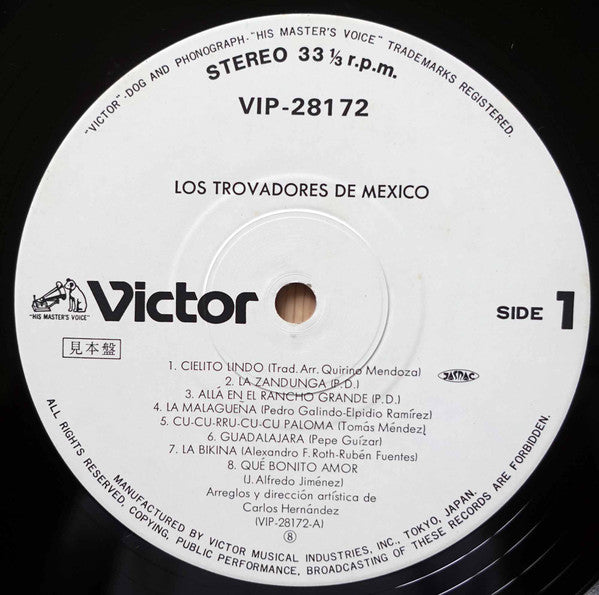 "VICTOR"-DOG AND PHONOGRAPH-"HIS MASTER'S VOICE" TRADEMARKS REGISTERED.
STEREO 33 1/3 r.p.m.
VIP-28172
LOS TROVADORES DE MEXICO
Victor
"HIS MASTER'S VOICE"
SIDE 1
見本盤
JASRAC
1. CIELITO LINDO (Trad. Arr. Quirino Mendoza)
2. LA ZANDUNGA (P.D.)
3. ALLÁ EN EL RANCHO GRANDE (P.D.)
4. LA MALAGUEÑA (Pedro Galindo-Elpidio Ramírez)
5. CU-CU-RRU-CU-CU PALOMA (Tomás Méndez)
6. GUADALAJARA (Pepe Guízar)
7. LA BIKINA (Alexandro F. Roth-Rubén Fuentes)
8. QUÉ BONITO AMOR
(J. Alfredo Jiménez)
Arreglos y dirección artística de
Carlos Hernández
(VIP-28172-A)
⑧
MANUFACTURED BY VICTOR MUSICAL INDUSTRIES, INC., TOKYO, JAPAN.
ALL RIGHTS RESERVED, COPYING, PUBLIC PERFORMANCE, BROADCASTING OF THESE RECORDS ARE FORBIDDEN.